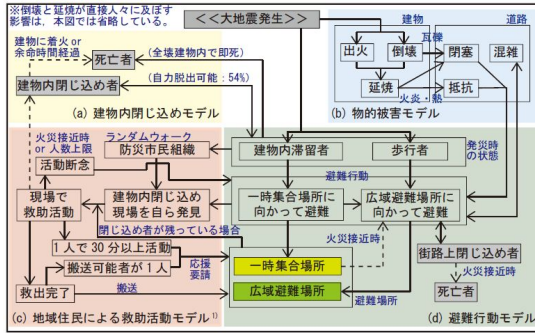 ※倒壊と延焼が直接人々に及ぼす
影響は、本図では省略している。
<<大地震発生>>
建物
道路
建物に着火 or
余命時間経過
死亡者
(全壊建物内で即死)
建物内閉じ込め者
(自力脱出可能:54%)
(a) 建物内閉じ込めモデル
出火
倒壊
瓦礫
閉塞
混雑
延焼
抵抗
火炎・熱
(b) 物的被害モデル
火災接近時
or 人数上限
ランダムウォーク
防災市民組織
活動断念
建物内滞留者
歩行者
発災時
の状態
避難行動
現場で
救助活動
建物内閉じ込め
現場を自ら発見
一時集合場所に
向かって避難
広域避難場所に
向かって避難
閉じ込め者が残っている場合
1人で30分以上活動
搬送可能者が1人
応援
要請
火災接近時
街路上閉じ込め者
一時集合場所
火災接近時
救出完了
搬送
広域避難場所
死亡者
避難場所
(c) 地域住民による救助活動モデル1)
(d) 避難行動モデル